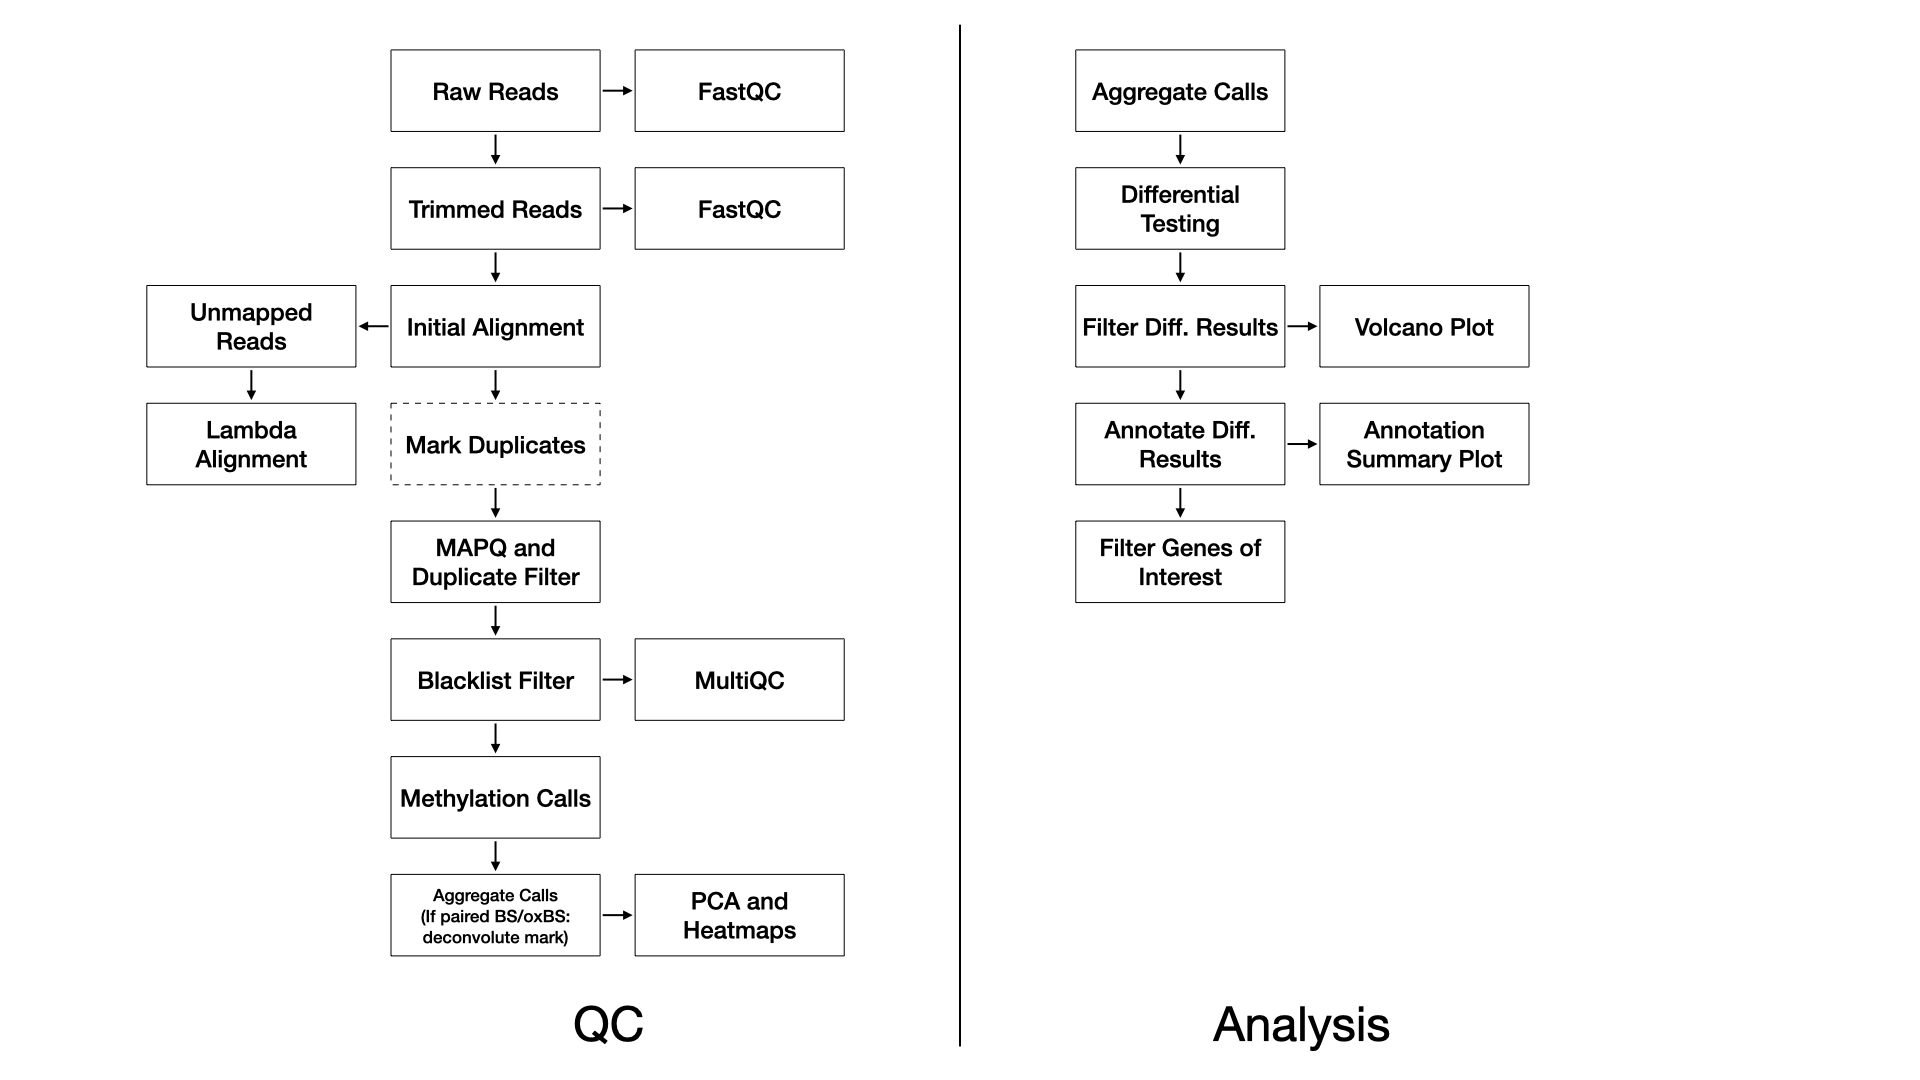 Raw Reads
FastQC
Trimmed Reads
FastQC
Unmapped
Reads
Initial Alignment
Lambda
Alignment
Mark Duplicates
MAPQ and
Duplicate Filter
Blacklist Filter
MultiQC
Methylation Calls
Aggregate Calls
(If paired BS/oxBS:
deconvolute mark)
PCA and
Heatmaps
QC
Aggregate Calls
Differential
Testing
Filter Diff. Results
Volcano Plot
Annotate Diff.
Results
Annotation
Summary Plot
Filter Genes of
Interest
Analysis